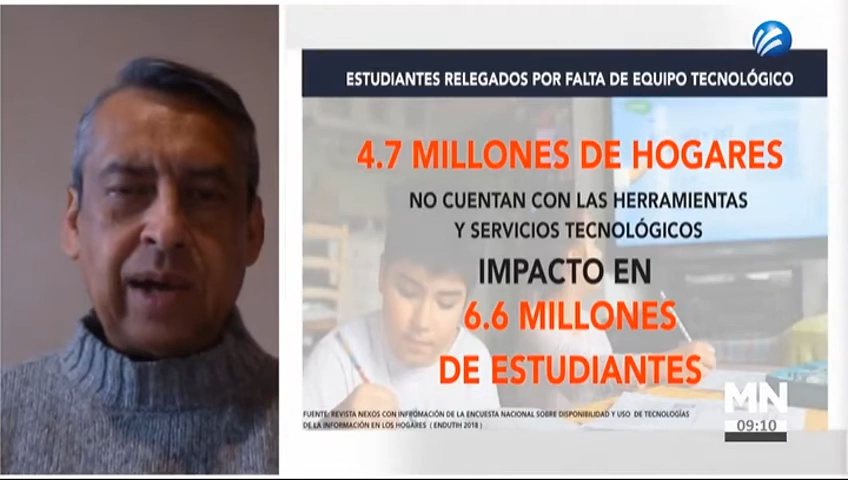 ESTUDIANTES RELEGADOS POR FALTA DE EQUIPO TECNOLÓGICO
4.7 MILLONES DE HOGARES
NO CUENTAN CON LAS HERRAMIENTAS
Y SERVICIOS TECNOLÓGICOS
IMPACTO EN
6.6 MILLONES
DE ESTUDIANTES
FUENTE: REVISTA NEXOS CON INFROMACIÓN DE LA ENCUESTA NACIONAL SOBRE DISPONIBILIDAD Y USO DE TECNOLOGÍAS
DE LA INFORMACIÓN EN LOS HOGARES ( ENDUTIH 2018 )
MN
09:10